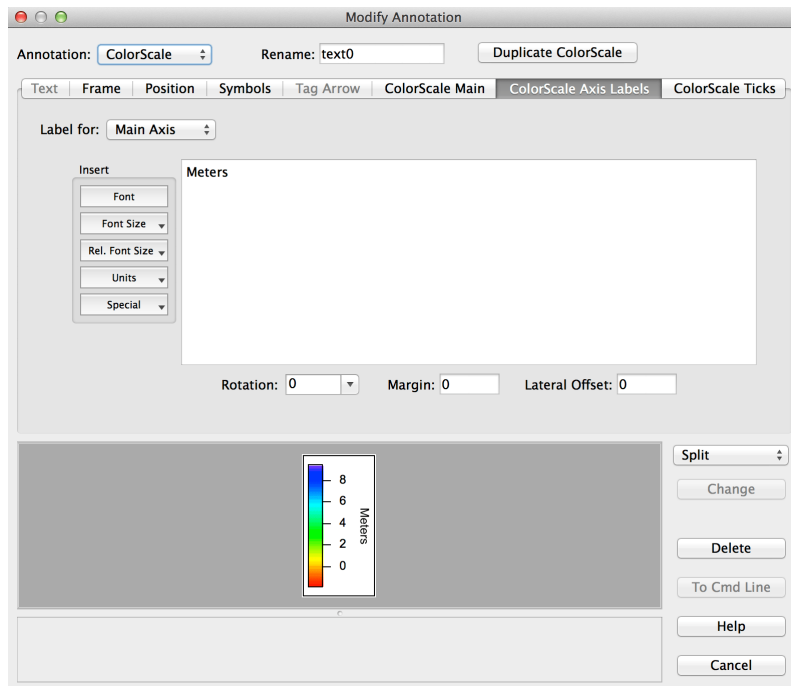 Modify Annotation
Annotation: ColorScale Rename: text0 Duplicate ColorScale
Text Frame Position Symbols Tag Arrow ColorScale Main ColorScale Axis Labels ColorScale Ticks
Label for: Main Axis
Insert
Font
Font Size
Rel. Font Size
Units
Special
Meters
Rotation: 0 Margin: 0 Lateral Offset: 0
8
6
4
2
0
Meters
Split
Change
Delete
To Cmd Line
Help
Cancel